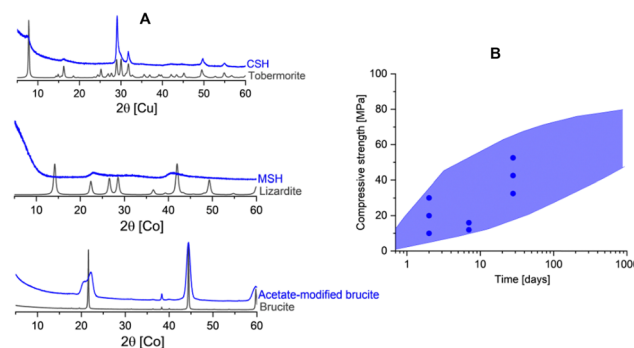 A
CSH
Tobermorite
5 10 20 30 40 50 60
2θ [Cu]
MSH
Lizardite
10 20 30 40 50 60
2θ [Co]
Acetate-modified brucite
Brucite
5 10 20 30 40 50 60
2θ [Co]
B
Compressive strength [MPa]
100
80
60
40
20
0
1 10 100 1000
Time [days]